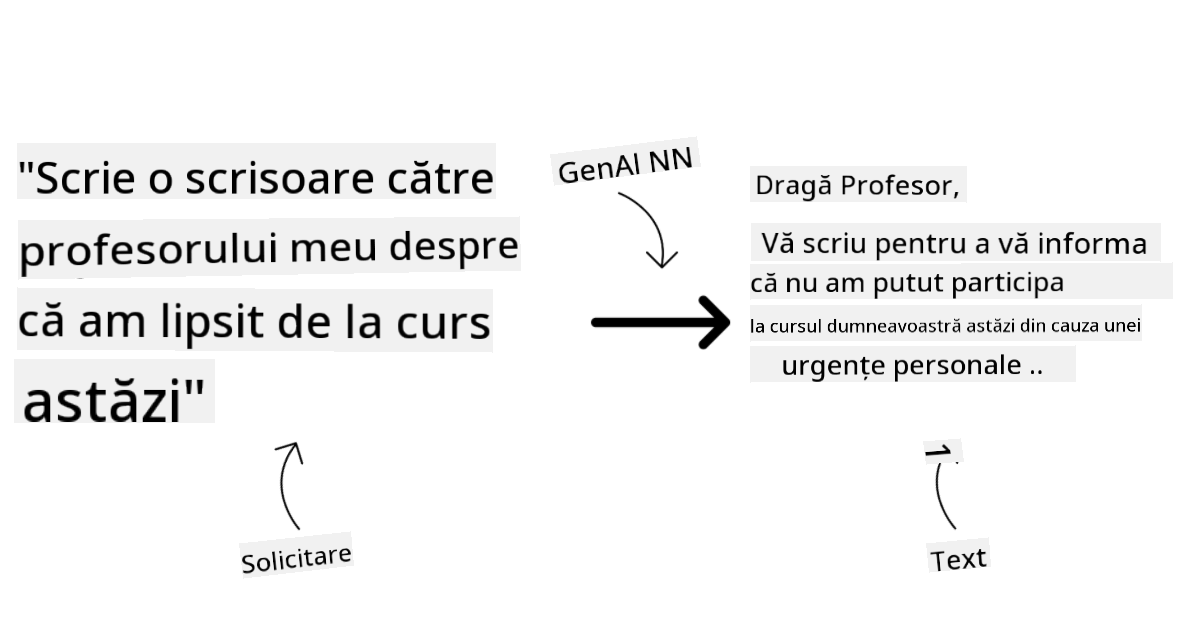 "Scrie o scrisoare către
profesorului meu despre
că am lipsit de la curs
astăzi"
GenAI NN
Dragă Profesor,
Vă scriu pentru a vă informa
că nu am putut participa
la cursul dumneavoastră astăzi din cauza unei
urgențe personale ..
Solicitare
Text